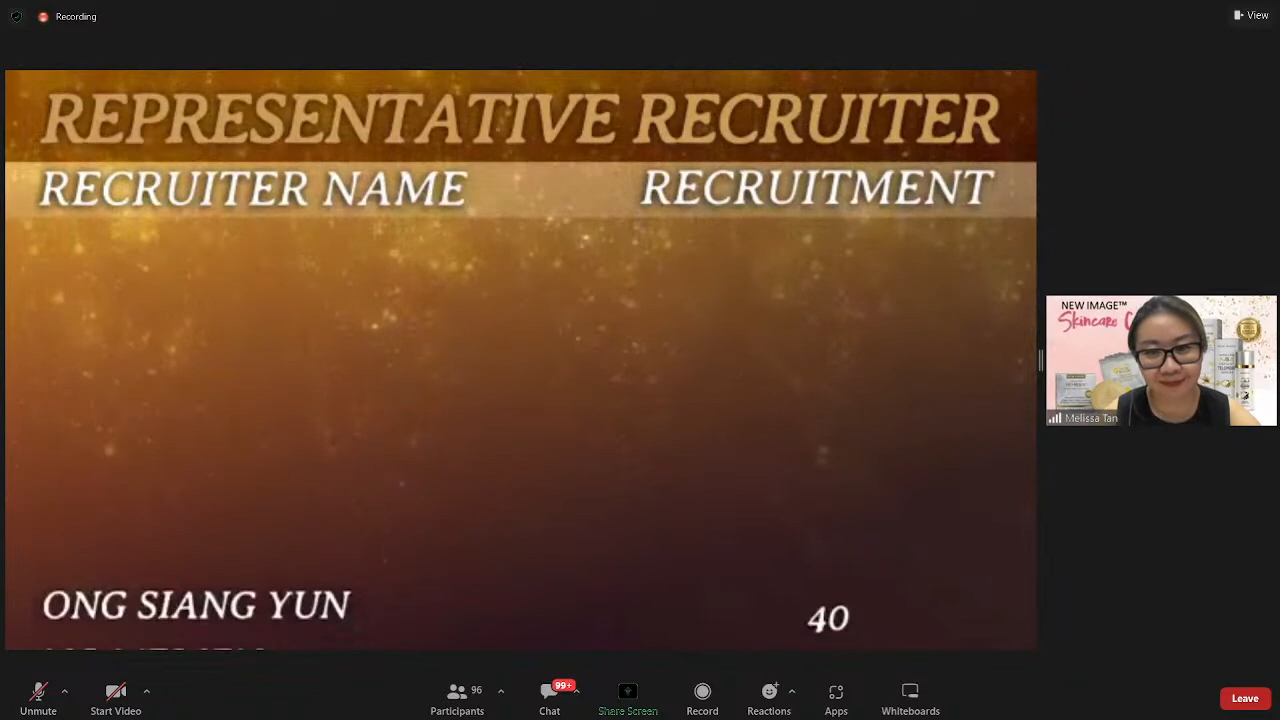 Recording
View
REPRESENTATIVE RECRUITER
RECRUITER NAME
RECRUITMENT
ONG SIANG YUN
40
NEW IMAGE™
Skincare
Melissa Tan
Unmute
Start Video
96
Participants
99+
Chat
Share Screen
Record
Reactions
Apps
Whiteboards
Leave